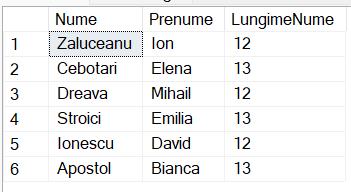 Nume Prenume LungimeNume
1 Zaluceanu Ion 12
2 Cebotari Elena 13
3 Dreava Mihail 12
4 Stroici Emilia 13
5 Ionescu David 12
6 Apostol Bianca 13